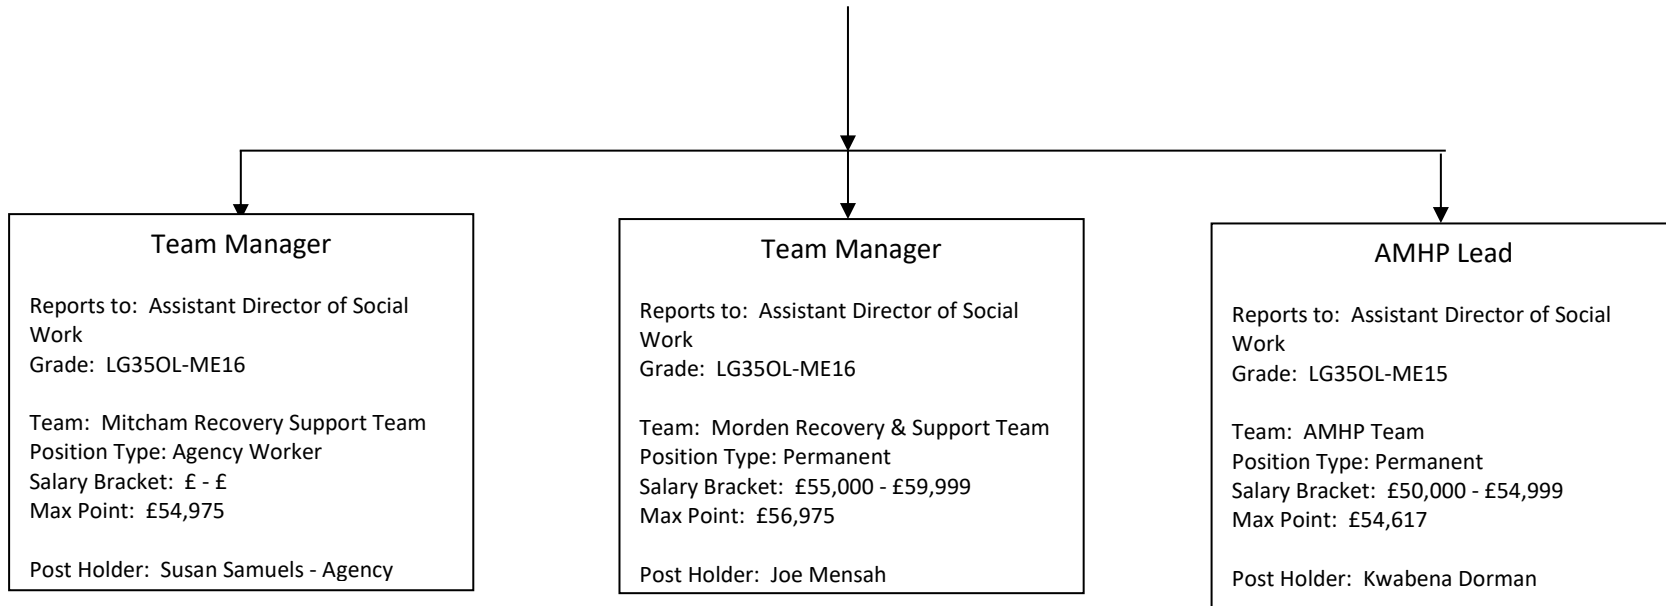 Team Manager
Reports to: Assistant Director of Social
Work
Grade: LG35OL-ME16
Team: Mitcham Recovery Support Team
Position Type: Agency Worker
Salary Bracket: £ - £
Max Point: £54,975
Post Holder: Susan Samuels - Agency
Team Manager
Reports to: Assistant Director of Social
Work
Grade: LG35OL-ME16
Team: Morden Recovery & Support Team
Position Type: Permanent
Salary Bracket: £55,000 - £59,999
Max Point: £56,975
Post Holder: Joe Mensah
AMHP Lead
Reports to: Assistant Director of Social
Work
Grade: LG35OL-ME15
Team: AMHP Team
Position Type: Permanent
Salary Bracket: £50,000 - £54,999
Max Point: £54,617
Post Holder: Kwabena Dorman